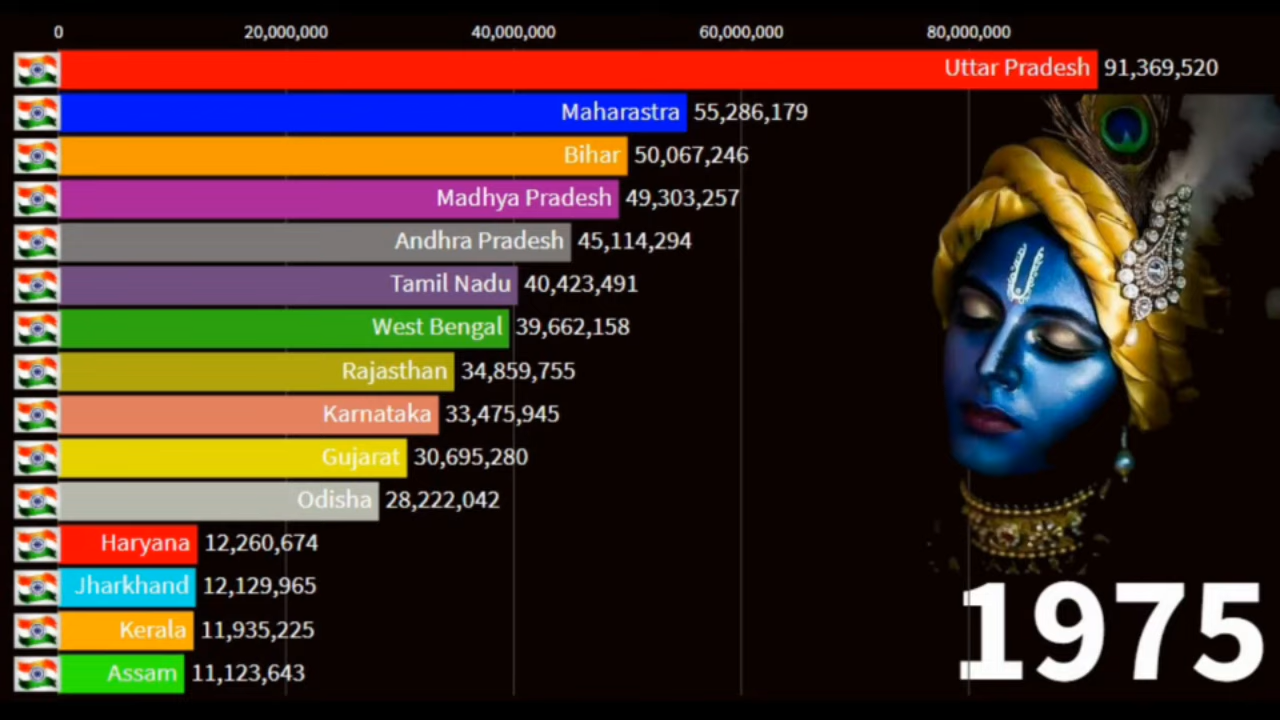 0 20,000,000 40,000,000 60,000,000 80,000,000
Uttar Pradesh 91,369,520
Maharastra 55,286,179
Bihar 50,067,246
Madhya Pradesh 49,303,257
Andhra Pradesh 45,114,294
Tamil Nadu 40,423,491
West Bengal 39,662,158
Rajasthan 34,859,755
Karnataka 33,475,945
Gujarat 30,695,280
Odisha 28,222,042
Haryana 12,260,674
Jharkhand 12,129,965
Kerala 11,935,225
Assam 11,123,643
1975